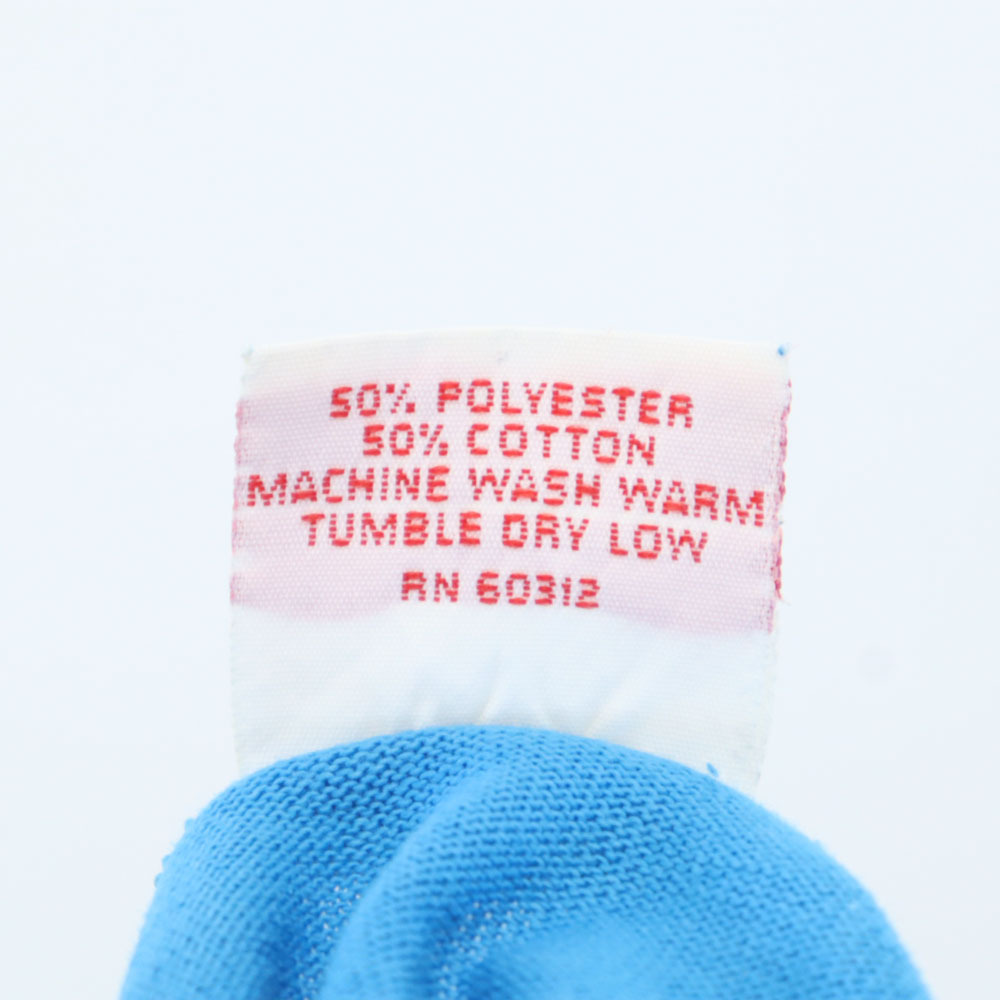 50% POLYESTER
50% COTTON
MACHINE WASH WARM
TUMBLE DRY LOW
RN 60312